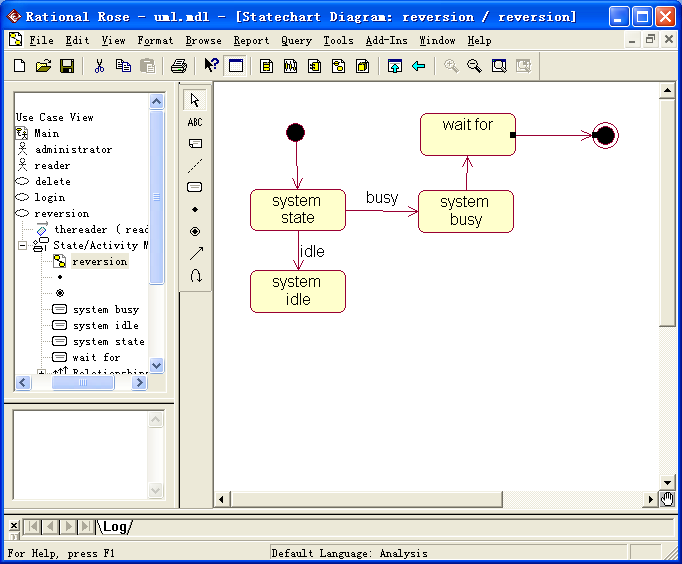 Rational Rose - uml.mdl - [Statechart Diagram: reversion / reversion]
File Edit View Format Browse Report Query Tools Add-Ins Window Help
Use Case View
Main
administrator
reader
delete
login
reversion
thereader ( read
State/Activity M
reversion
system busy
system idle
system state
wait for
Relationship
ABC
wait for
system
state
busy
system
busy
idle
system
idle
Log
For Help, press F1
Default Language: Analysis